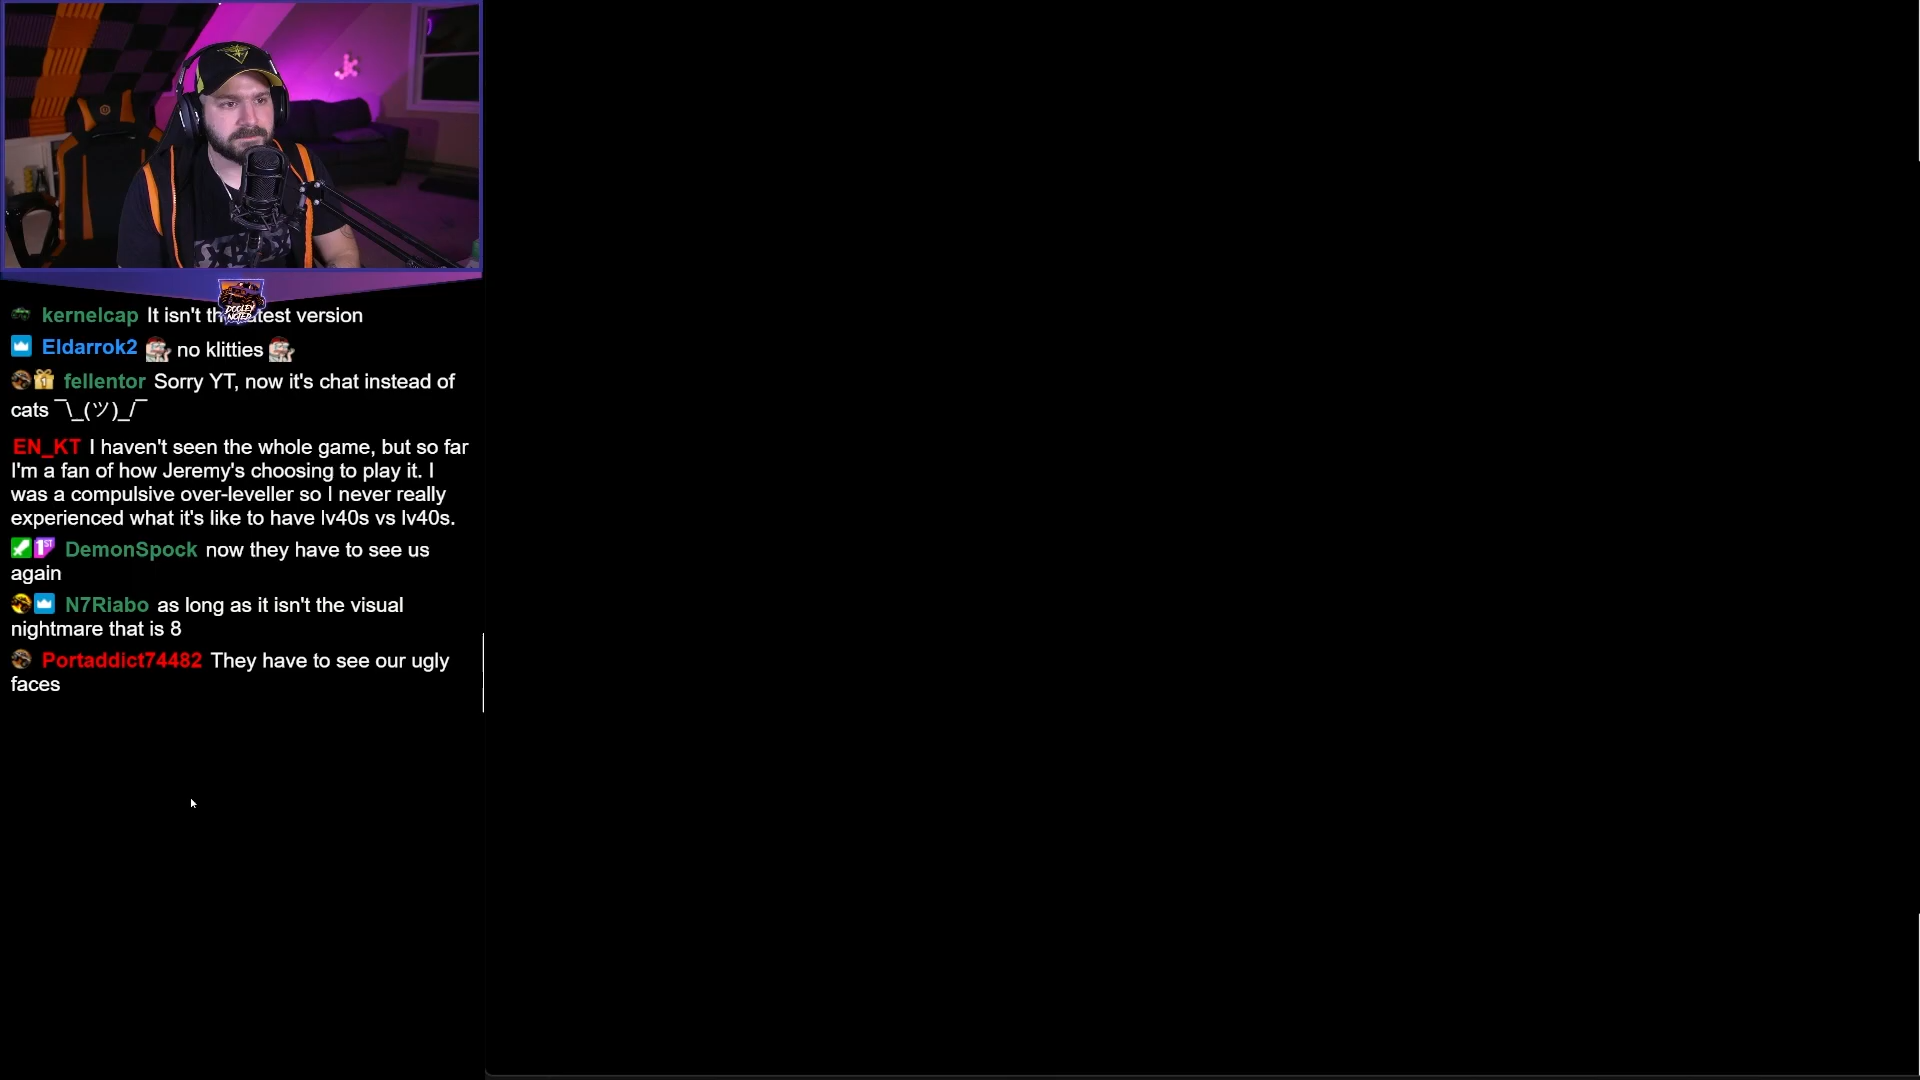 DOOLEY
NOTED
kernelcap It isn't th test version
Eldarrok2 no klitties
fellentor Sorry YT, now it's chat instead of
cats ¯\_(ツ)_/¯
EN_KT I haven't seen the whole game, but so far
I'm a fan of how Jeremy's choosing to play it. I
was a compulsive over-leveller so I never really
experienced what it's like to have lv40s vs lv40s.
1ST DemonSpock now they have to see us
again
N7Riabo as long as it isn't the visual
nightmare that is 8
Portaddict74482 They have to see our ugly
faces